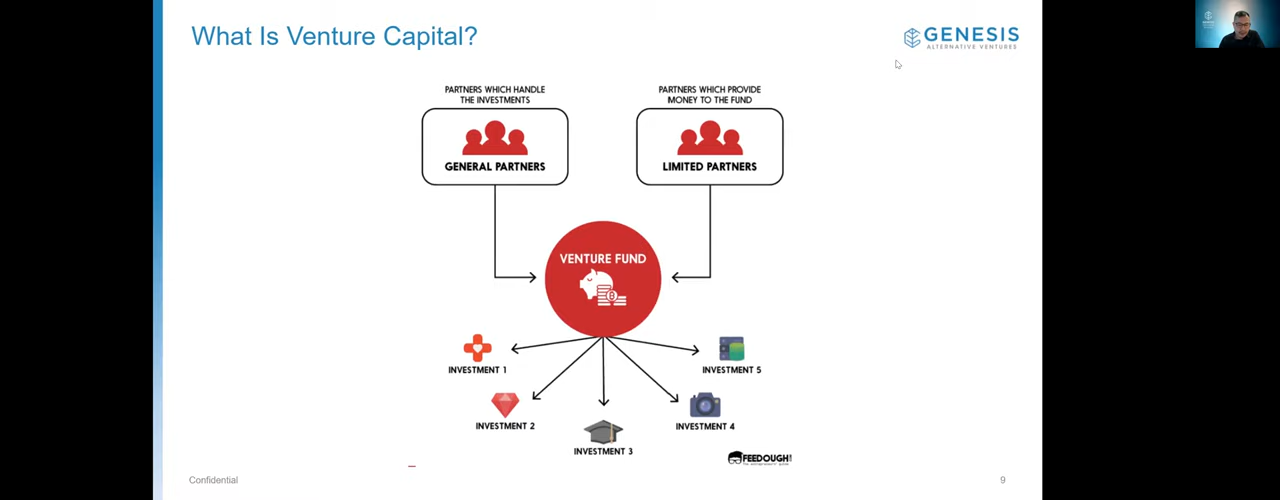 What Is Venture Capital?
GENESIS
ALTERNATIVE VENTURES
PARTNERS WHICH HANDLE
THE INVESTMENTS
PARTNERS WHICH PROVIDE
MONEY TO THE FUND
GENERAL PARTNERS
LIMITED PARTNERS
VENTURE FUND
INVESTMENT 1
INVESTMENT 5
INVESTMENT 2
INVESTMENT 4
INVESTMENT 3
FEEDOUGH
Confidential
9